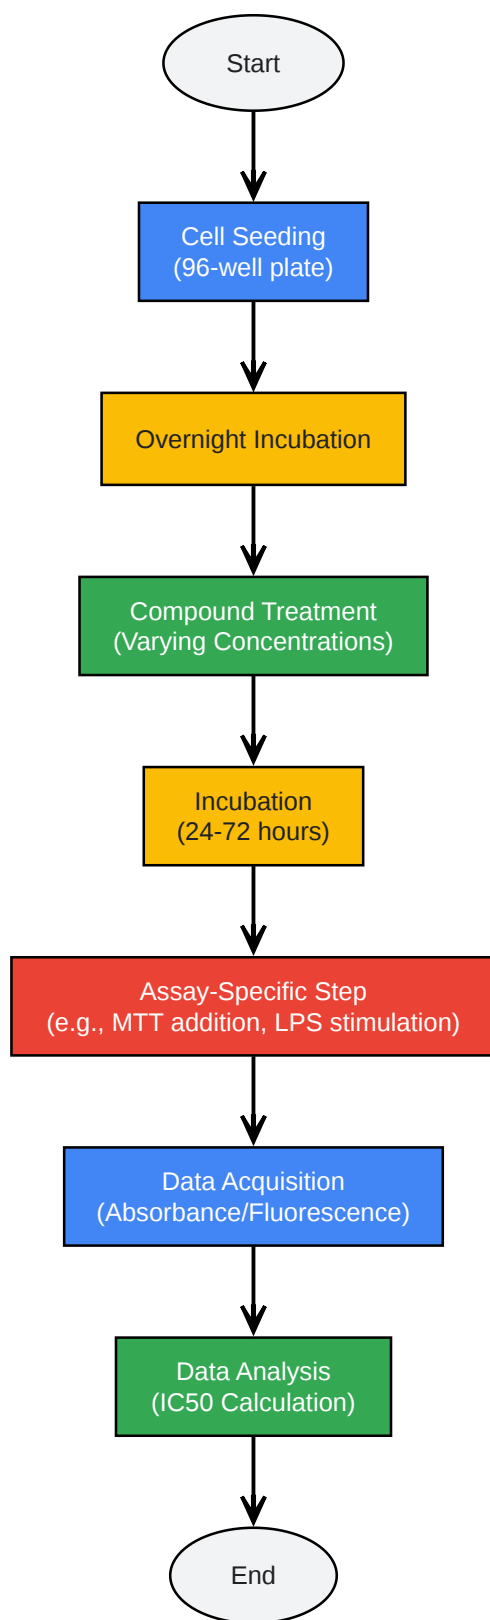 Start
Cell Seeding
(96-well plate)
Overnight Incubation
Compound Treatment
(Varying Concentrations)
Incubation
(24-72 hours)
Assay-Specific Step
(e.g., MTT addition, LPS stimulation)
Data Acquisition
(Absorbance/Fluorescence)
Data Analysis
(IC50 Calculation)
End